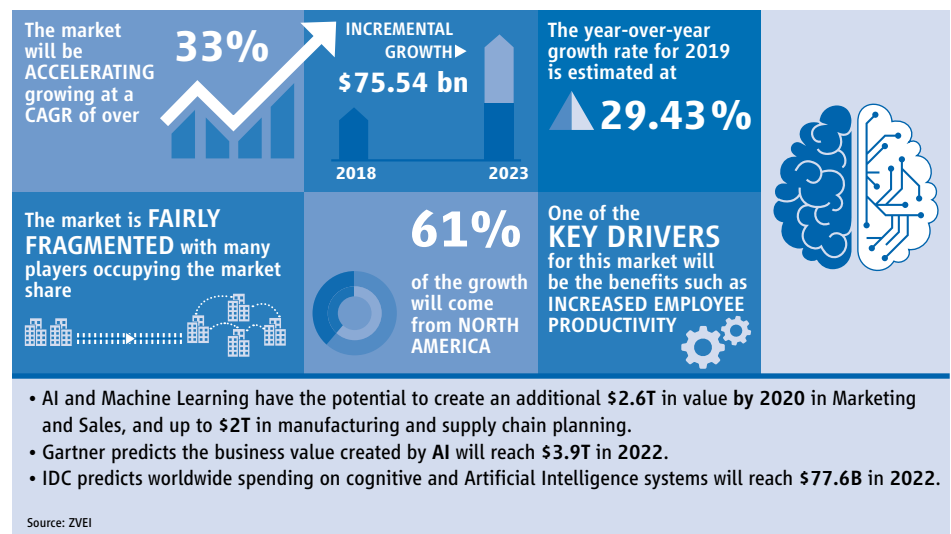 The market
will be
ACCELERATING
growing at a
CAGR of over
33%
INCREMENTAL
GROWTH▶
$75.54 bn
2018
2023
The year-over-year
growth rate for 2019
is estimated at
29.43%
The market is FAIRLY
FRAGMENTED with many
players occupying the market
share
61%
of the growth
will come
from NORTH
AMERICA
One of the
KEY DRIVERS
for this market will
be the benefits such as
INCREASED EMPLOYEE
PRODUCTIVITY
• AI and Machine Learning have the potential to create an additional $2.6T in value by 2020 in Marketing
and Sales, and up to $2T in manufacturing and supply chain planning.
• Gartner predicts the business value created by AI will reach $3.9T in 2022.
• IDC predicts worldwide spending on cognitive and Artificial Intelligence systems will reach $77.6B in 2022.
Source: ZVEI